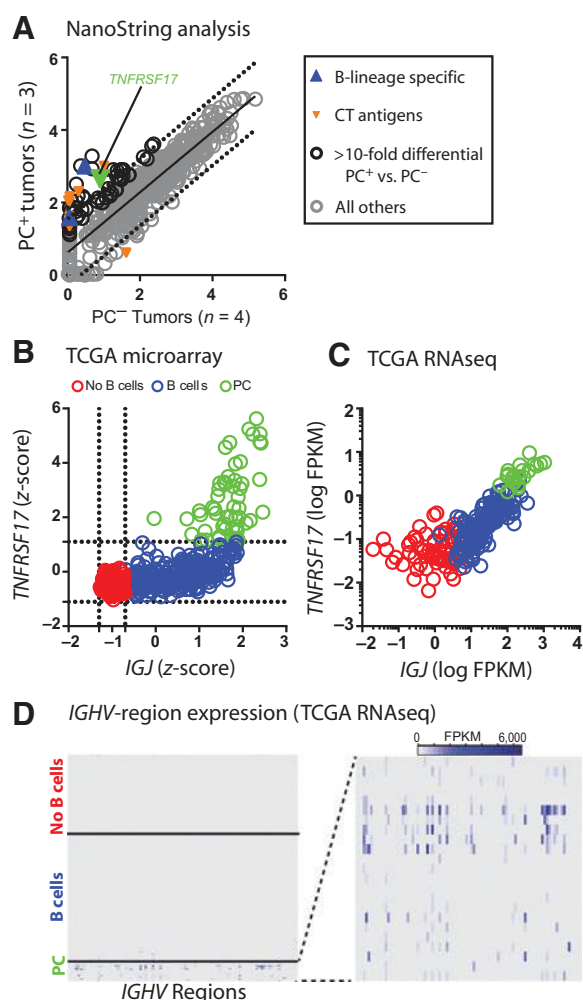 A NanoString analysis
TNFRSF17
PC+ tumors (n = 3)
6
4
2
0
0 2 4 6
PC− Tumors (n = 4)
B-lineage specific
CT antigens
>10-fold differential
PC+ vs. PC−
All others
B TCGA microarray
No B cells B cells PC
TNFRSF17 (z-score)
6
4
2
0
−2
−2 −1 0 1 2 3
IGJ (z-score)
C TCGA RNAseq
TNFRSF17 (log FPKM)
2
1
−0
−1
−2
−3
−2 −1 0 1 2 3 4
IGJ (log FPKM)
D IGHV-region expression (TCGA RNAseq)
No B cells
B cells
PC
IGHV Regions
0 FPKM 6,000